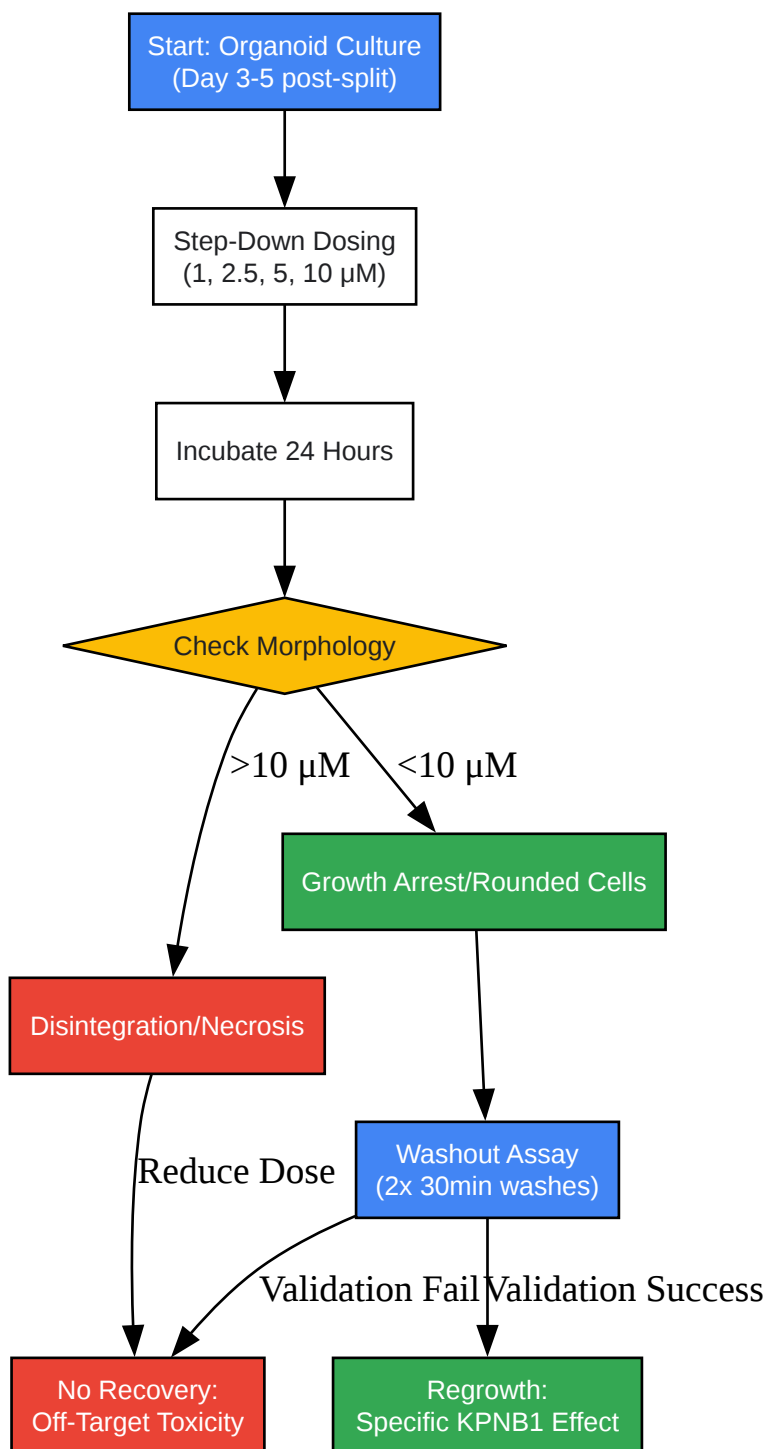 Start: Organoid Culture
(Day 3-5 post-split)
Step-Down Dosing
(1, 2.5, 5, 10 μM)
Incubate 24 Hours
Check Morphology
>10 μM
<10 μM
Growth Arrest/Rounded Cells
Disintegration/Necrosis
Washout Assay
(2x 30min washes)
Reduce Dose
Validation Fail
Validation Success
No Recovery:
Off-Target Toxicity
Regrowth:
Specific KPNB1 Effect